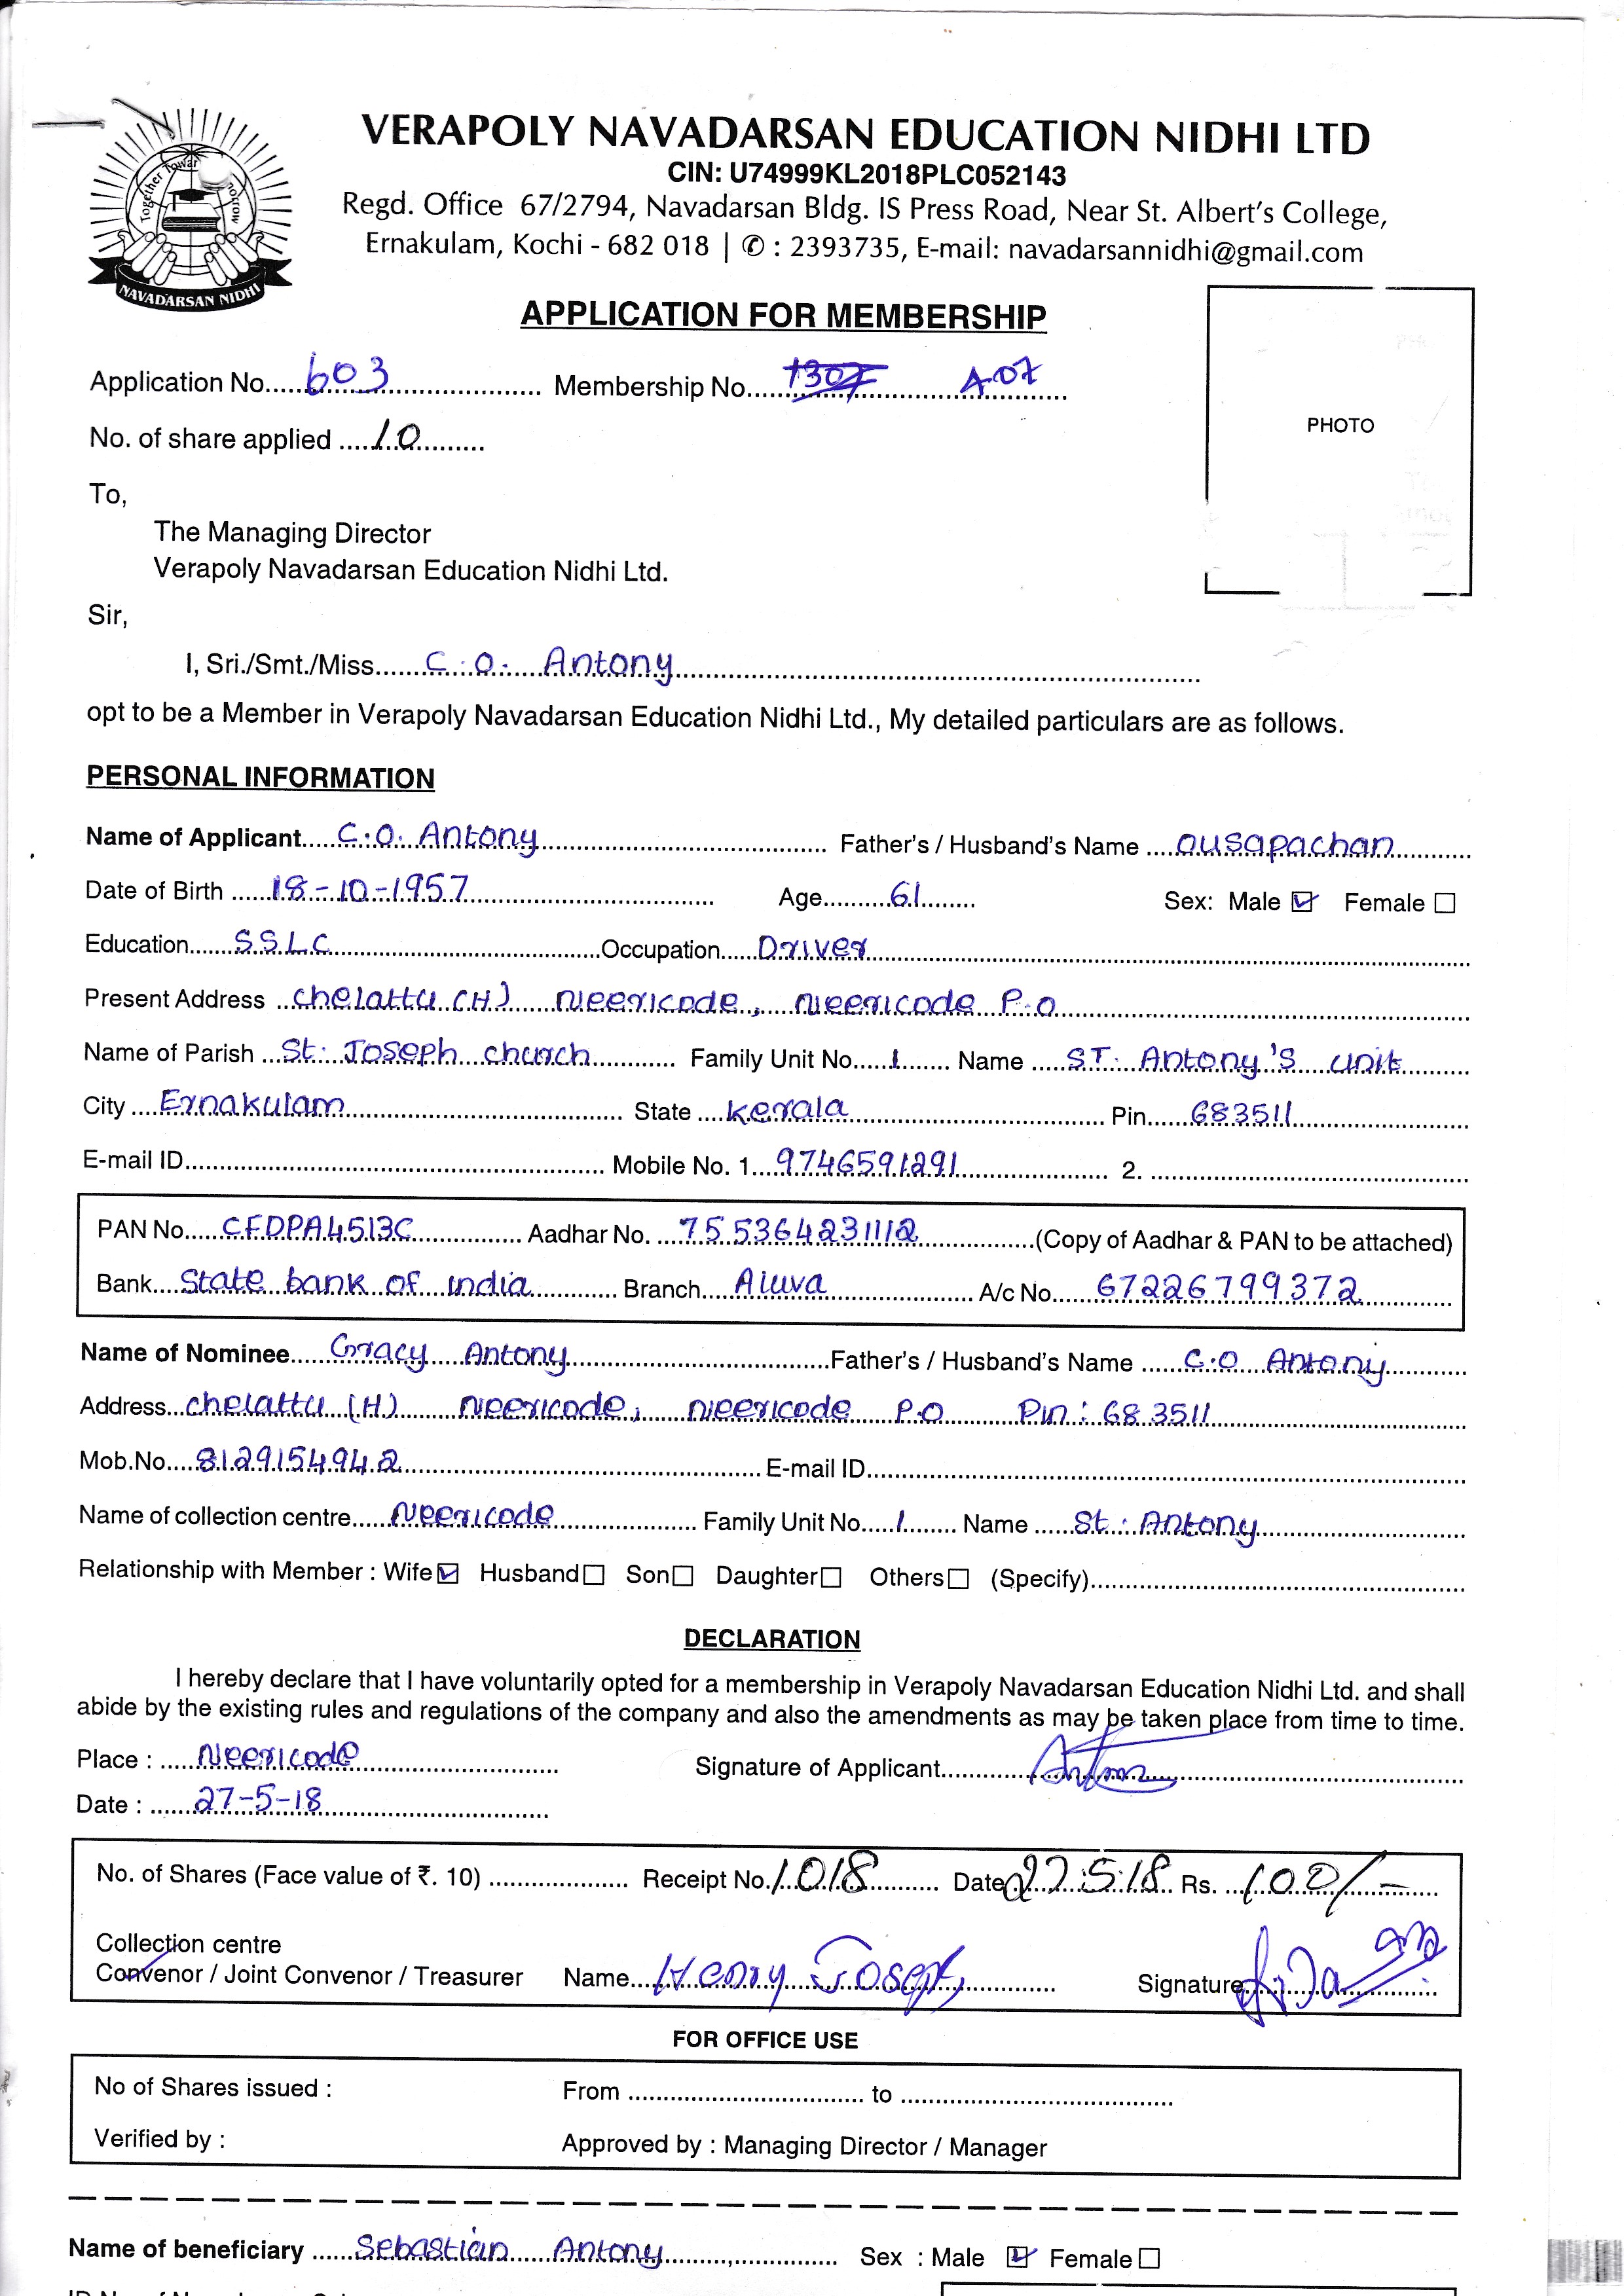 VERAPOLY NAVADARSAN EDUCATION NIDHI LTD
CIN: U74999KL2018PLC052143
Regd. Office 67/2794, Navadarsan Bldg. IS Press Road, Near St. Albert's College,
Ernakulam, Kochi - 682 018 | ✆ : 2393735, E-mail: navadarsannidhi@gmail.com
Together Towar
NAVADARSAN NIDHI
APPLICATION FOR MEMBERSHIP
Application No. 603 Membership No. 1307 A07
No. of share applied 10
PHOTO
To,
The Managing Director
Verapoly Navadarsan Education Nidhi Ltd.
Sir,
I, Sri./Smt./Miss C.O. Antony
opt to be a Member in Verapoly Navadarsan Education Nidhi Ltd., My detailed particulars are as follows.
PERSONAL INFORMATION
Name of Applicant C.O. Antony Father's / Husband's Name Ousapachan
Date of Birth 18-10-1957 Age 61 Sex: Male ☑ Female ☐
Education SSLC Occupation Driver
Present Address Chelattu (H) Neericode, Neericode P.O
Name of Parish St. Joseph church Family Unit No. 1 Name ST. Antony's unit
City Ernakulam State Kerala Pin 683511
E-mail ID Mobile No. 1 9746591291 2.
PAN No. CFDPA4513C Aadhar No. 755364231112 (Copy of Aadhar & PAN to be attached)
Bank State bank of india Branch Aluva A/c No. 67226799372
Name of Nominee Gracy Antony Father's / Husband's Name C.O Antony
Address Chelattu (H) Neericode, Neericode P.O Pin : 683511
Mob.No. 8129154942 E-mail ID
Name of collection centre Neericode Family Unit No. 1 Name St. Antony
Relationship with Member : Wife ☑ Husband ☐ Son ☐ Daughter ☐ Others ☐ (Specify)
DECLARATION
I hereby declare that I have voluntarily opted for a membership in Verapoly Navadarsan Education Nidhi Ltd. and shall
abide by the existing rules and regulations of the company and also the amendments as may be taken place from time to time.
Place : Neericode Signature of Applicant Antony
Date : 27-5-18
No. of Shares (Face value of ₹. 10) Receipt No. 1018 Date 27.5.18 Rs. 100/-
Collection centre
Convenor / Joint Convenor / Treasurer Name Henry Joseph Signature
FOR OFFICE USE
No of Shares issued : From to
Verified by : Approved by : Managing Director / Manager
Name of beneficiary Sebastian Antony Sex : Male ☑ Female ☐